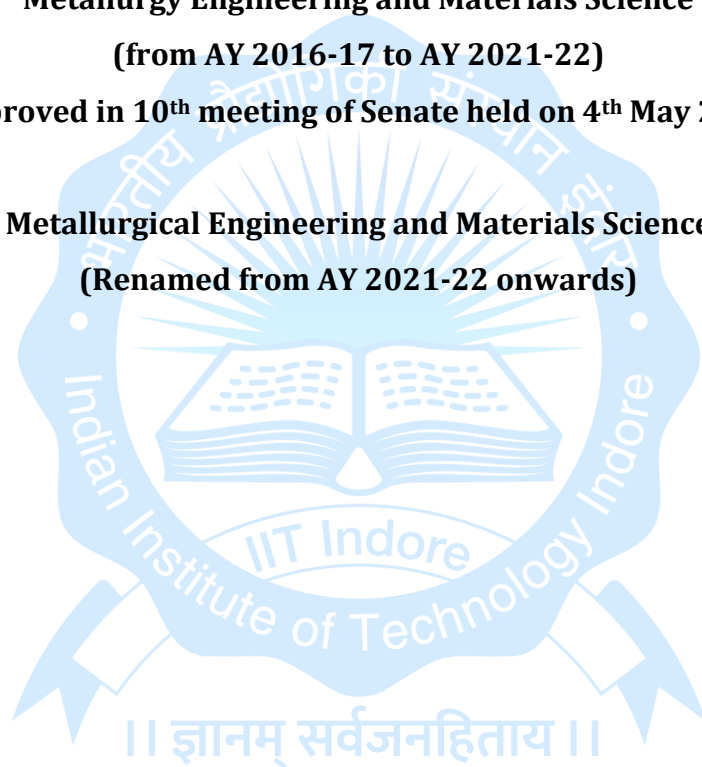 Metallurgy Engineering and Materials Science
(from AY 2016-17 to AY 2021-22)
proved in 10th meeting of Senate held on 4th May 2
Metallurgical Engineering and Materials Science
(Renamed from AY 2021-22 onwards)
भारतीय प्रौद्योगिकी संस्थान इंदौर
Indian Institute of Technology Indore
IIT Indore
।। ज्ञानम् सर्वजनहिताय ।।